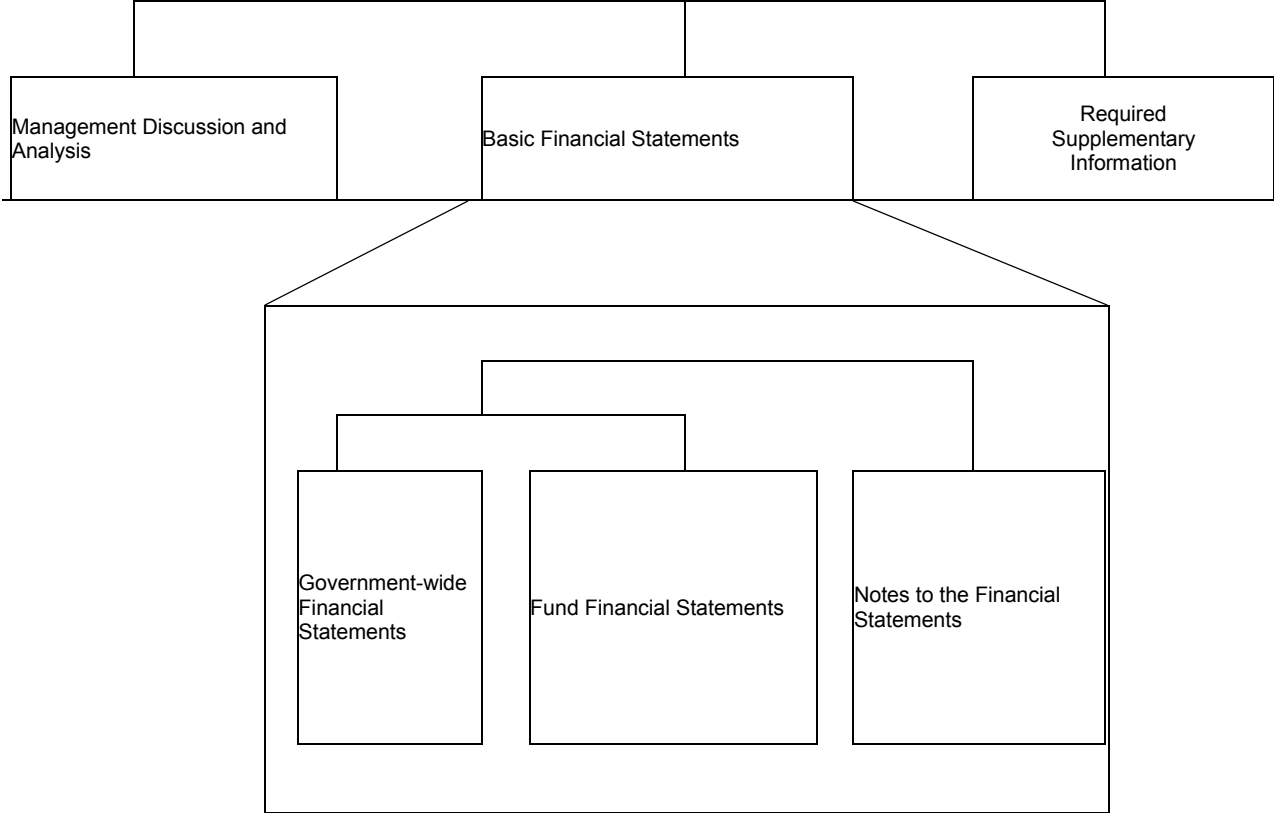 Management Discussion and
Analysis
Basic Financial Statements
Required
Supplementary
Information
Government-wide
Financial
Statements
Fund Financial Statements
Notes to the Financial
Statements